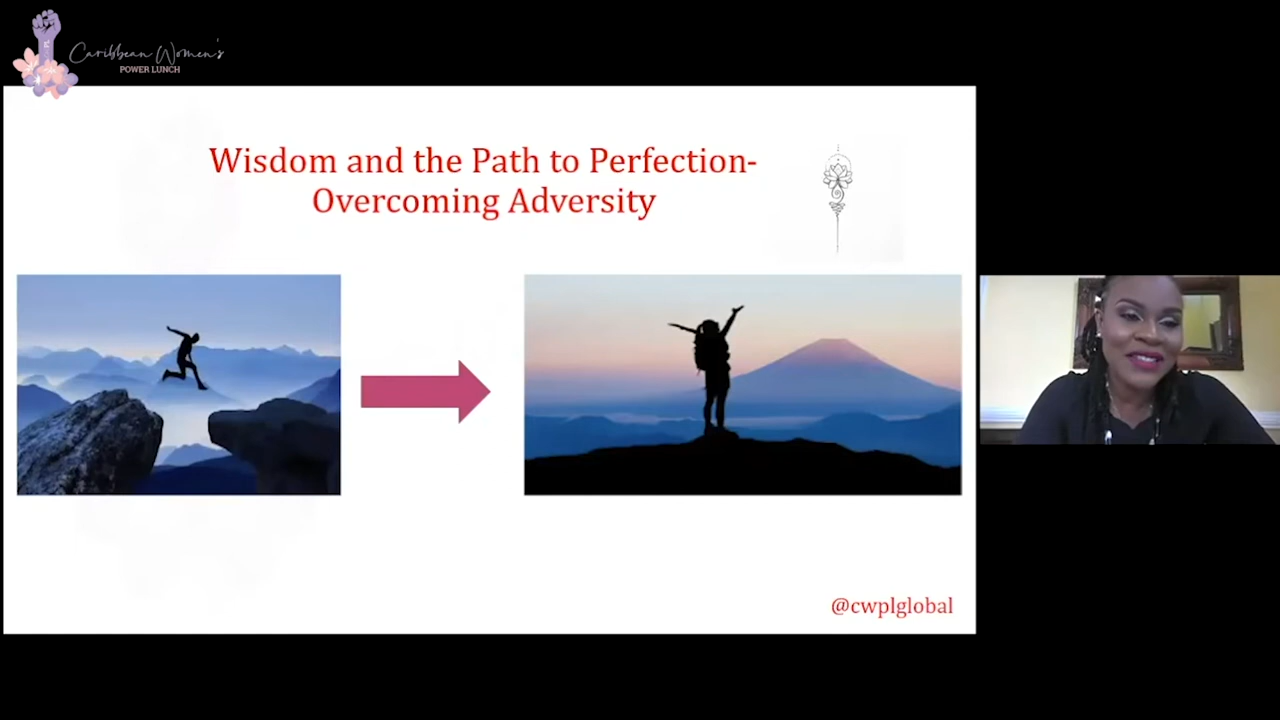 Caribbean Women's
POWER LUNCH
Wisdom and the Path to Perfection-
Overcoming Adversity
@cwplglobal